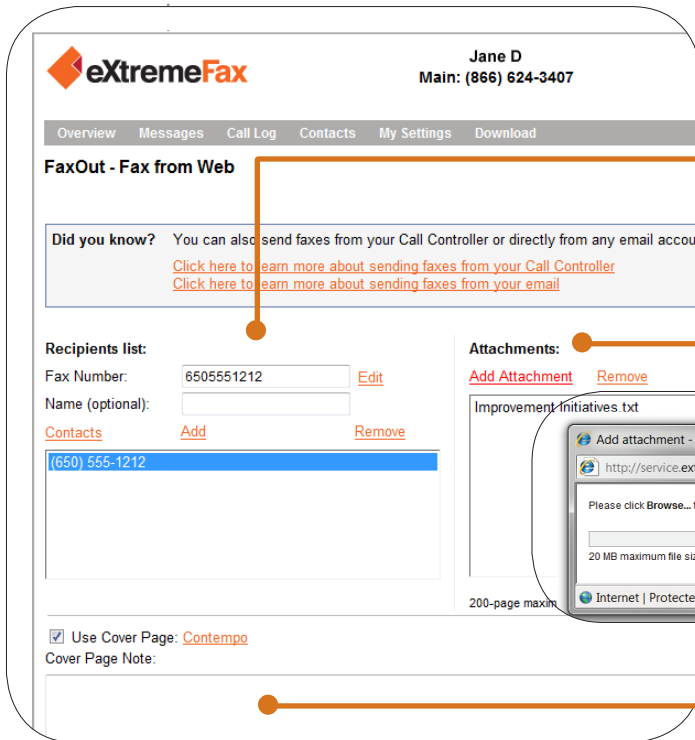 eXtremeFax
Jane D
Main: (866) 624-3407
Overview Messages Call Log Contacts My Settings Download
FaxOut - Fax from Web
Did you know? You can also send faxes from your Call Controller or directly from any email accou
Click here to learn more about sending faxes from your Call Controller
Click here to learn more about sending faxes from your email
Recipients list:
Fax Number: 6505551212 Edit
Name (optional):
Contacts Add Remove
(650) 555-1212
Attachments:
Add Attachment Remove
Improvement Initiatives.txt
Add attachment -
http://service.ext
Please click Browse...
20 MB maximum file siz
Internet | Protecte
200-page maxim
Use Cover Page: Contempo
Cover Page Note: